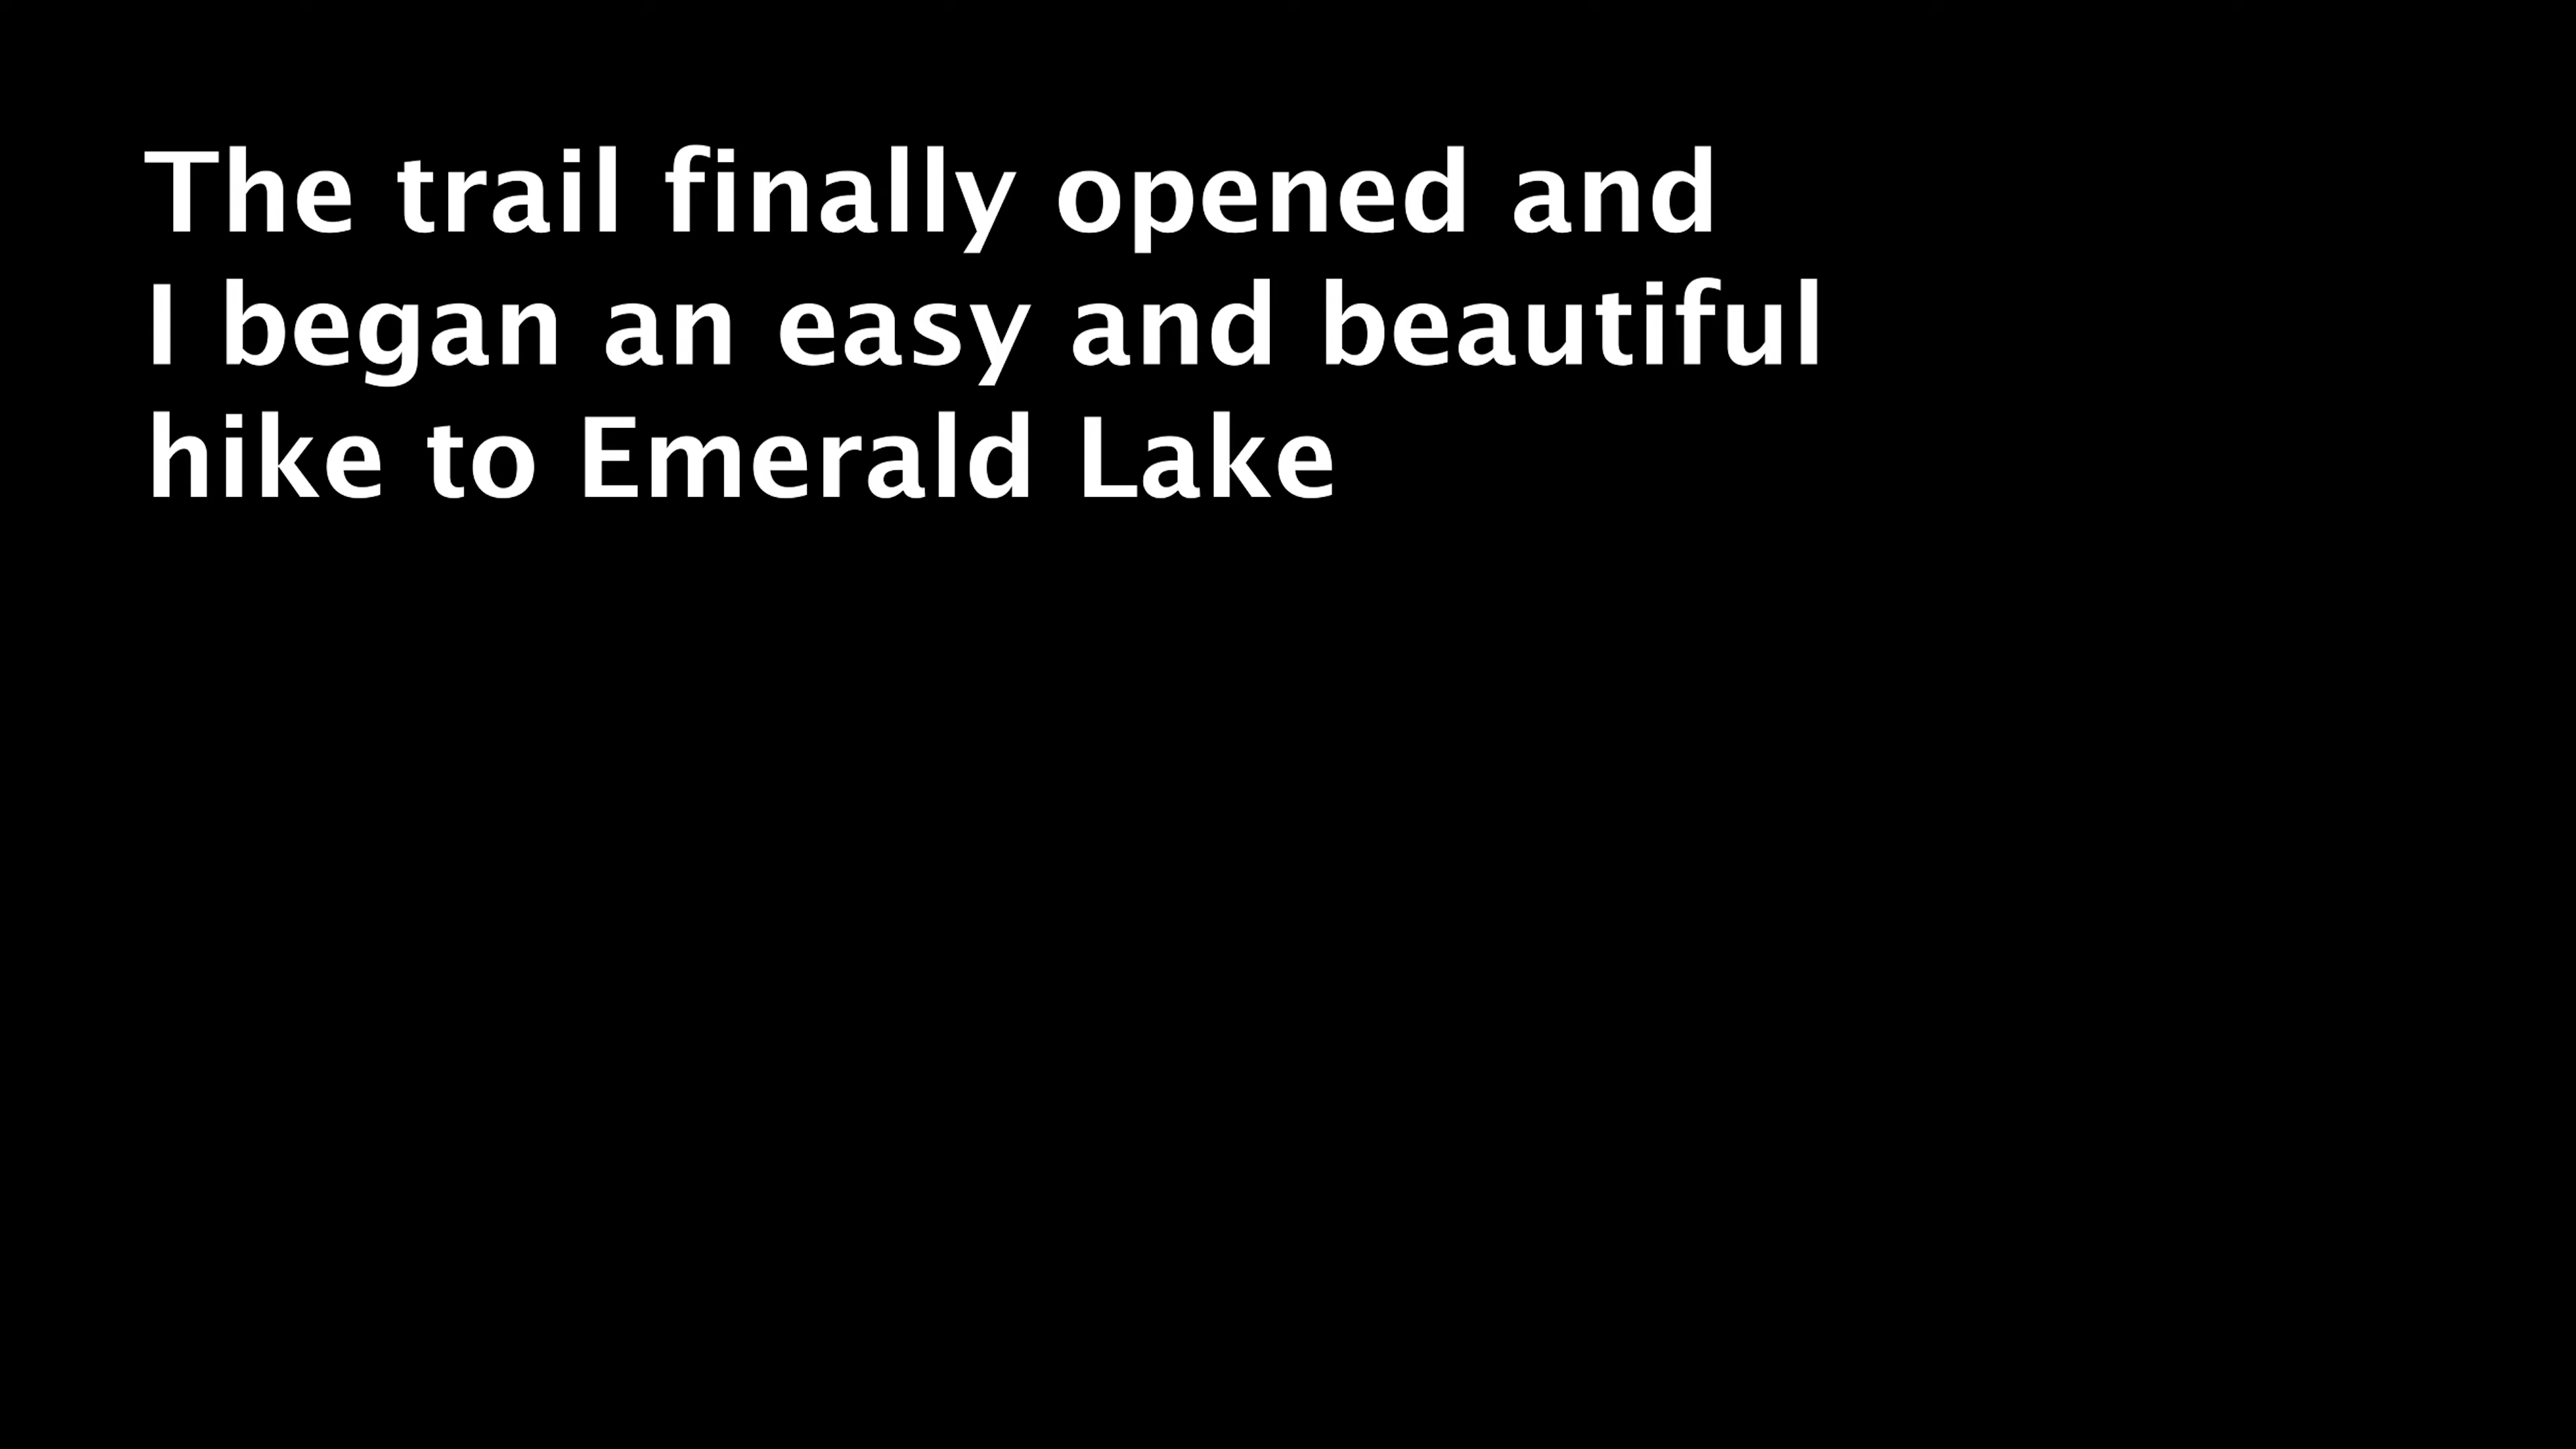 The trail finally opened and
I began an easy and beautiful
hike to Emerald Lake